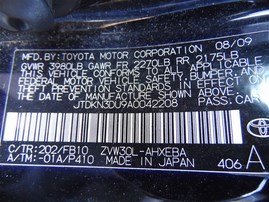 MFD. BY: TOYOTA MOTOR CORPORATION 08/09
GVWR 3980LB GAWR FR 2270LB RR 2175LB
THIS VEHICLE CONFORMS TO ALL APPLICABLE
FEDERAL MOTOR VEHICLE SAFETY, BUMPER, AND
THEFT PREVENTION STANDARDS IN EFFECT ON
THE DATE OF MANUFACTURE SHOWN ABOVE.
JTDKN3DU9A0042208 PASS. CAR
C/TR: 202/FB10 ZVW30L-AHXEBA
A/TM: -01A/P410 MADE IN JAPAN 406 A